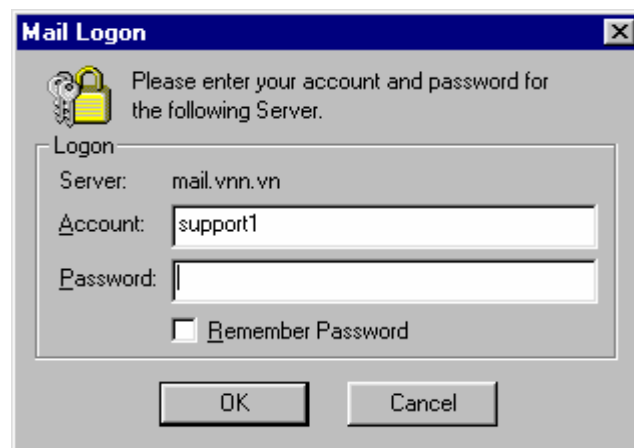 Mail Logon
Please enter your account and password for
the following Server.
Logon
Server: mail.vnn.vn
Account: support1
Password:
Remember Password
OK Cancel